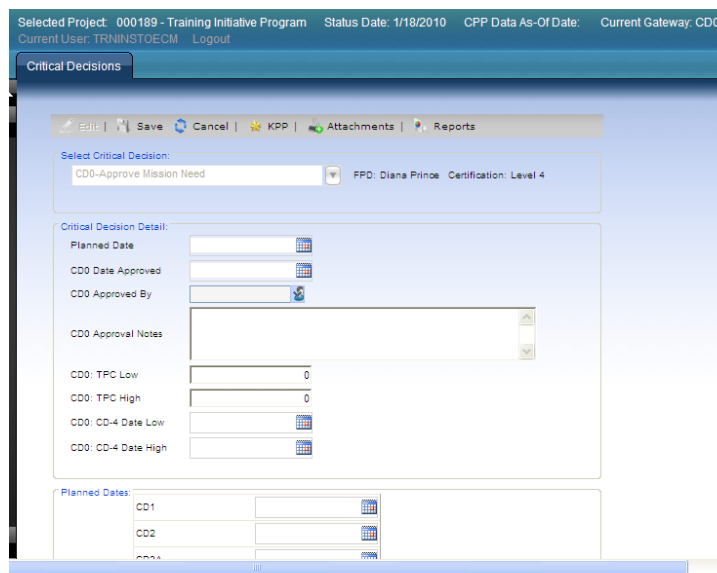 Selected Project: 000189 - Training Initiative Program Status Date: 1/18/2010 CPP Data As-Of Date: Current Gateway: CD0
Current User: TRNINSTOECM Logout
Critical Decisions
Edit | Save Cancel | KPP | Attachments | Reports
Select Critical Decision:
CD0-Approve Mission Need FPD: Diana Prince Certification: Level 4
Critical Decision Detail:
Planned Date
CD0 Date Approved
CD0 Approved By
CD0 Approval Notes
CD0: TPC Low 0
CD0: TPC High 0
CD0: CD-4 Date Low
CD0: CD-4 Date High
Planned Dates:
CD1
CD2